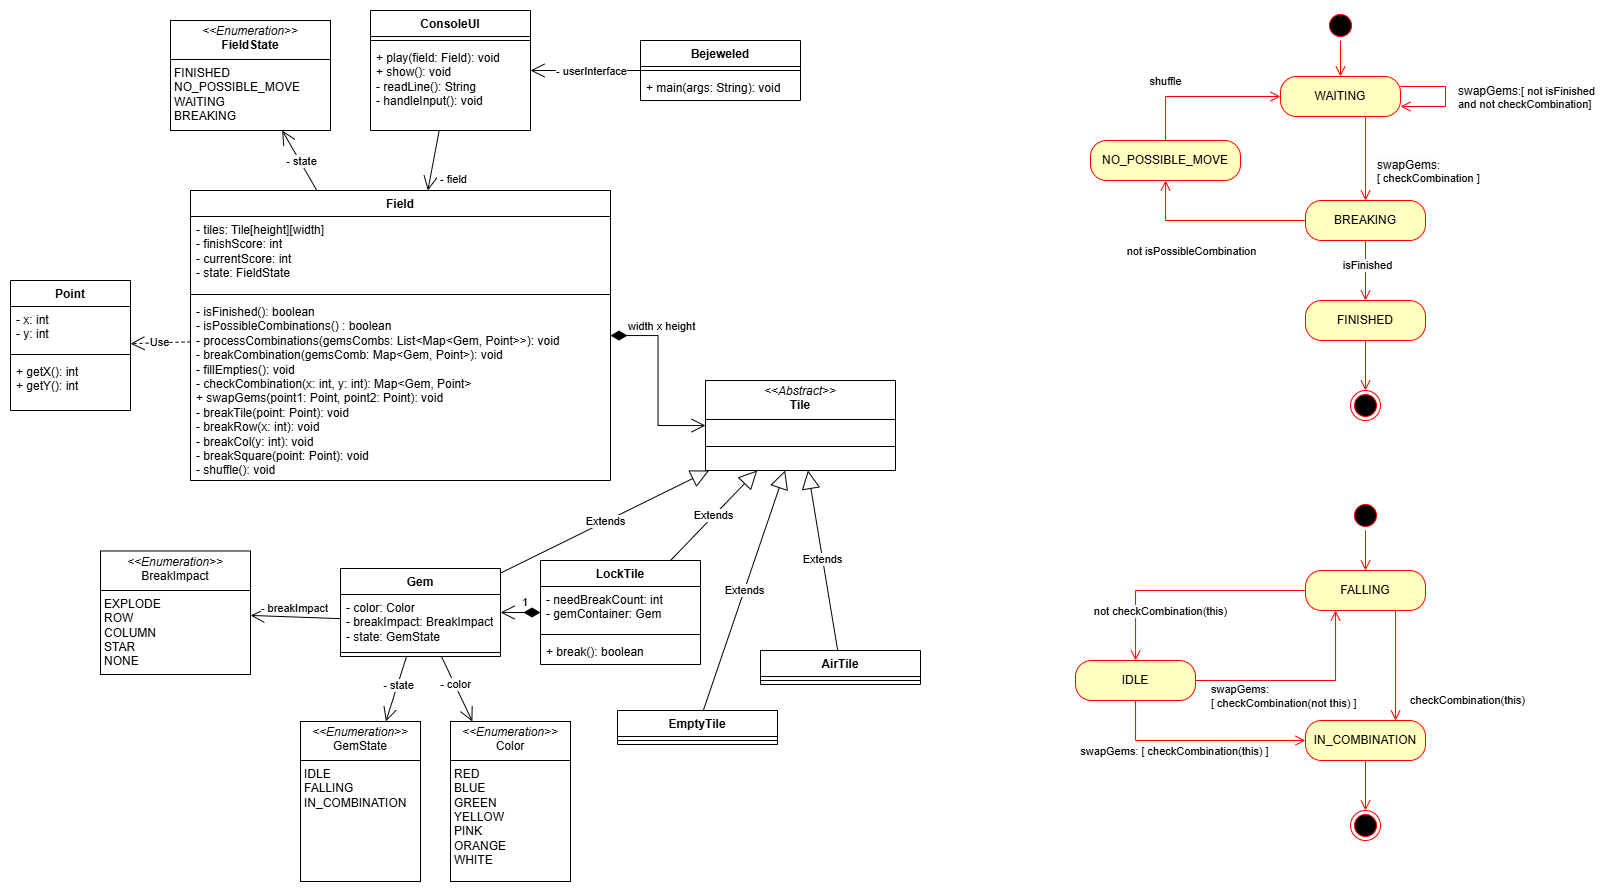 <<Enumeration>>
FieldState
FINISHED
NO_POSSIBLE_MOVE
WAITING
BREAKING
ConsoleUI
+ play(field: Field): void
+ show(): void
- readLine(): String
- handleInput(): void
- userInterface
Bejeweled
+ main(args: String): void
- state
- field
Field
- tiles: Tile[height][width]
- finishScore: int
- currentScore: int
- state: FieldState
- isFinished(): boolean
- isPossibleCombinations() : boolean
- processCombinations(gemsCombs: List<Map<Gem, Point>>): void
- breakCombination(gemsComb: Map<Gem, Point>): void
- fillEmpties(): void
- checkCombination(x: int, y: int): Map<Gem, Point>
+ swapGems(point1: Point, point2: Point): void
- breakTile(point: Point): void
- breakRow(x: int): void
- breakCol(y: int): void
- breakSquare(point: Point): void
- shuffle(): void
Point
- x: int
- y: int
+ getX(): int
+ getY(): int
Use
width x height
<<Abstract>>
Tile
Extends
Extends
Extends
Extends
<<Enumeration>>
BreakImpact
EXPLODE
ROW
COLUMN
STAR
NONE
- breakImpact
Gem
- color: Color
- breakImpact: BreakImpact
- state: GemState
1
LockTile
- needBreakCount: int
- gemContainer: Gem
+ break(): boolean
AirTile
EmptyTile
- state
- color
<<Enumeration>>
GemState
IDLE
FALLING
IN_COMBINATION
<<Enumeration>>
Color
RED
BLUE
GREEN
YELLOW
PINK
ORANGE
WHITE
shuffle
WAITING
swapGems:[ not isFinished
and not checkCombination]
NO_POSSIBLE_MOVE
swapGems:
[ checkCombination ]
BREAKING
not isPossibleCombination
isFinished
FINISHED
FALLING
not checkCombination(this)
IDLE
swapGems:
[ checkCombination(not this) ]
checkCombination(this)
swapGems: [ checkCombination(this) ]
IN_COMBINATION